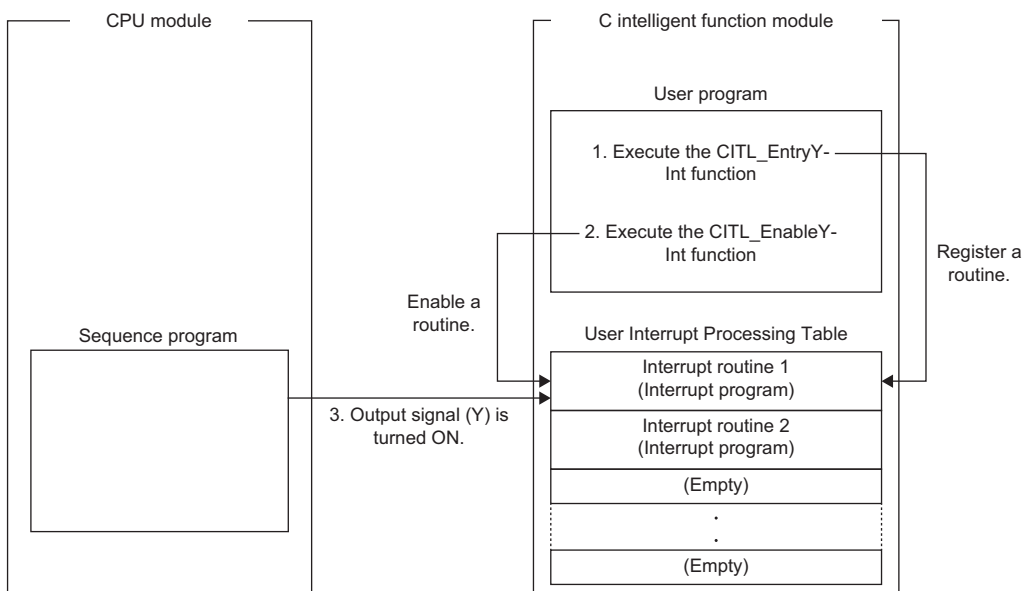 CPU module
C intelligent function module
User program
1. Execute the CITL_EntryY-
Int function
2. Execute the CITL_EnableY-
Int function
Register a
routine.
Enable a
routine.
Sequence program
User Interrupt Processing Table
Interrupt routine 1
(Interrupt program)
3. Output signal (Y) is
turned ON.
Interrupt routine 2
(Interrupt program)
(Empty)
.
.
(Empty)